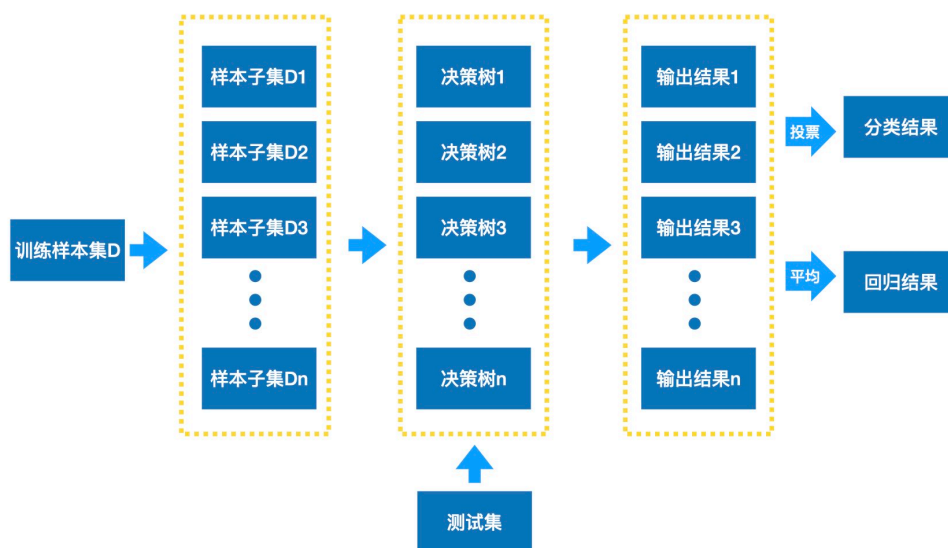 训练样本集D
样本子集D1
样本子集D2
样本子集D3
样本子集Dn
决策树1
决策树2
决策树3
决策树n
测试集
输出结果1
输出结果2
输出结果3
输出结果n
投票
分类结果
平均
回归结果